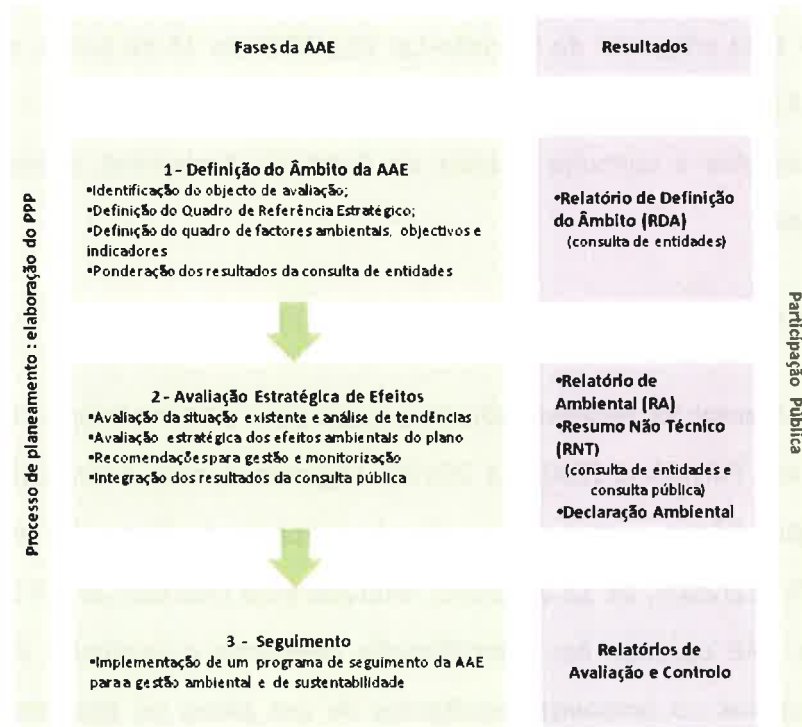 Fases da AAE
Resultados
Processo de planeamento : elaboração do PPP
1 - Definição do Âmbito da AAE
•Identificação do objecto de avaliação;
•Definição do Quadro de Referência Estratégico;
•Definição do quadro de factores ambientais, objectivos e
indicadores
•Ponderação dos resultados da consulta de entidades
•Relatório de Definição
do Âmbito (RDA)
(consulta de entidades)
2 - Avaliação Estratégica de Efeitos
•Avaliação da situação existente e análise de tendências
•Avaliação estratégica dos efeitos ambientais do plano
•Recomendações para gestão e monitorização
•Integração dos resultados da consulta pública
•Relatório de
Ambiental (RA)
•Resumo Não Técnico
(RNT)
(consulta de entidades e
consulta pública)
•Declaração Ambiental
3 - Seguimento
•Implementação de um programa de seguimento da AAE
para a gestão ambiental e de sustentabilidade
Relatórios de
Avaliação e Controlo
Participação Pública